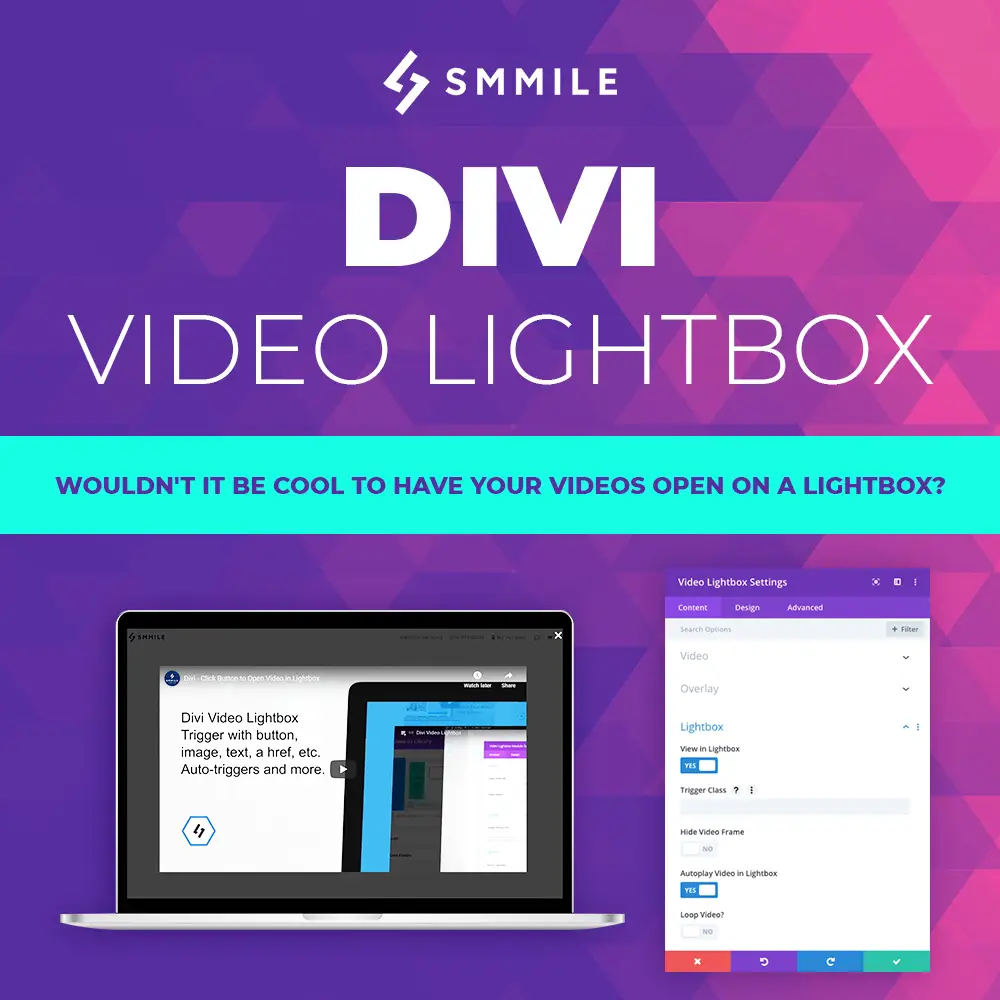 SMMILE
DIVI
VIDEO LIGHTBOX
WOULDN'T IT BE COOL TO HAVE YOUR VIDEOS OPEN ON A LIGHTBOX?
SMMILE
Divi - Click Button to Open Video in Lightbox
Watch later Share
Divi Video Lightbox
Trigger with button,
image, text, a href, etc.
Auto-triggers and more.
Divi Video Lightbox
Video Lightbox Settings
Content Design Advanced
Search Options + Filter
Video
Overlay
Lightbox
View in Lightbox
YES
Trigger Class ?
Hide Video Frame
NO
Autoplay Video in Lightbox
YES
Loop Video?
NO